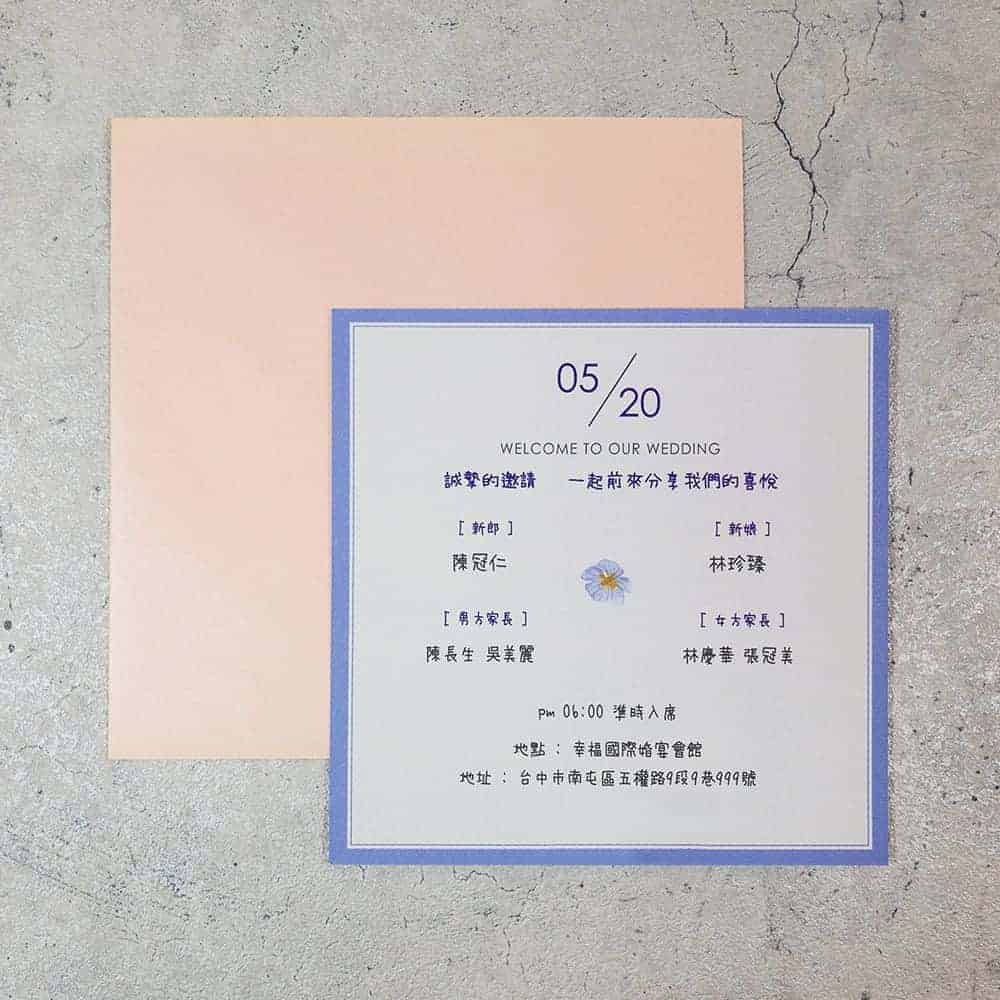 05/20
WELCOME TO OUR WEDDING
誠摯的邀請 一起前來分享我們的喜悅
[ 新郎 ] [ 新娘 ]
陳冠仁 林珍臻
[ 男方家長 ] [ 女方家長 ]
陳長生 吳美麗 林慶華 張冠美
pm 06:00 準時入席
地點 : 幸福國際婚宴會館
地址 : 台中市南屯區五權路9段9巷999號